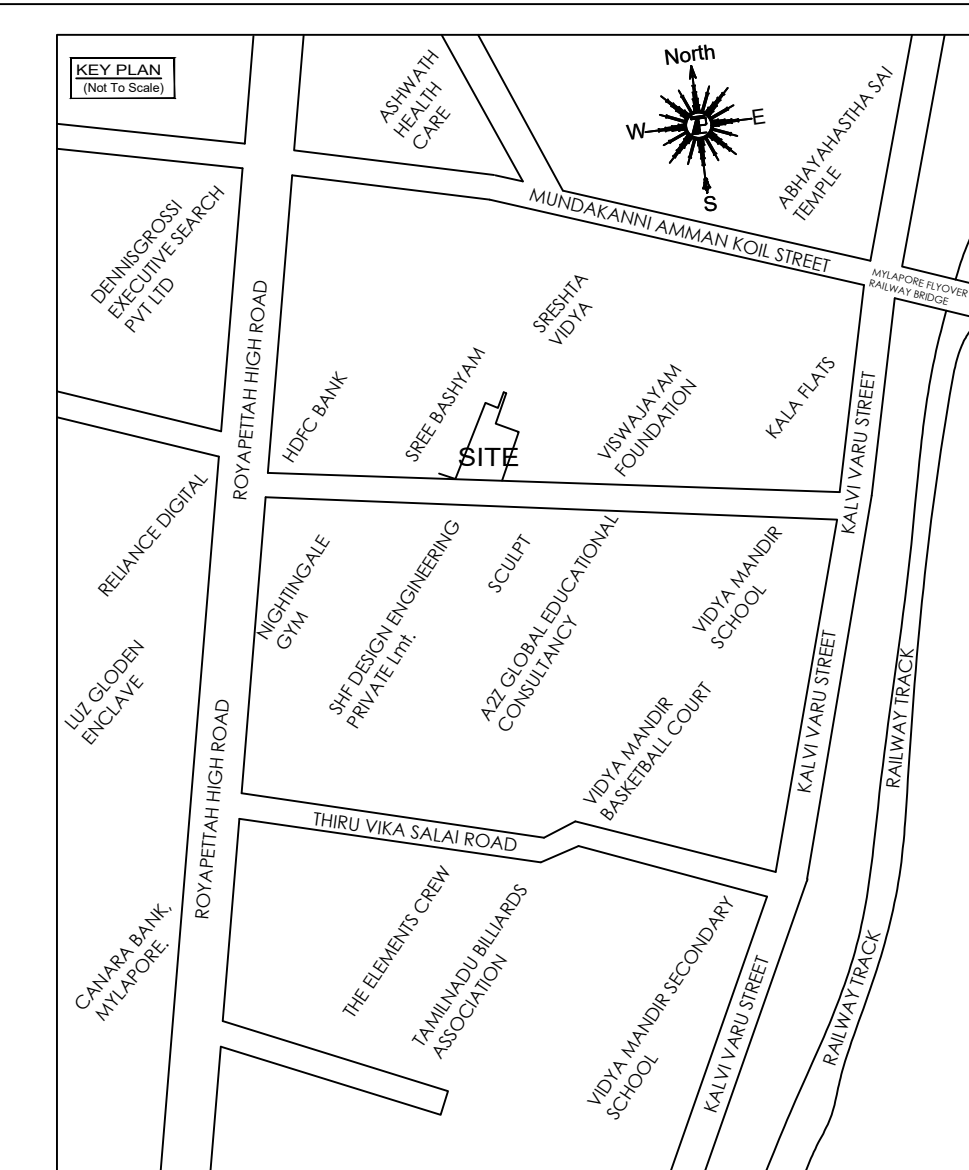 KEY PLAN
(Not To Scale)
ASHWATH
HEALTH
CARE
North
W
E
S
ABHAYAHASTHA SAI
TEMPLE
MUNDAKANNI AMMAN KOIL STREET
MYLAPORE FLYOVER
RAILWAY BRIDGE
DENNISGROSSI
EXECUTIVE SEARCH
PVT LTD
ROYAPETTAH HIGH ROAD
HDFC BANK
SREE BASHYAM
SRESHTA
VIDYA
SITE
VISWAJAYAM
FOUNDATION
KALA FLATS
KALVI VARU STREET
RELIANCE DIGITAL
NIGHTINGALE
GYM
SHF DESIGN ENGINEERING
PRIVATE Lmt.
SCULPT
A2Z GLOBAL EDUCATIONAL
CONSULTANCY
VIDYA MANDIR
SCHOOL
LUZ GLODEN
ENCLAVE
VIDYA MANDIR
BASKETBALL COURT
KALVI VARU STREET
RAILWAY TRACK
ROYAPETTAH HIGH ROAD
THIRU VIKA SALAI ROAD
CANARA BANK,
MYLAPORE.
THE ELEMENTS CREW
TAMILNADU BILLIARDS
ASSOCIATION
VIDYA MANDIR SECONDARY
SCHOOL
KALVI VARU STREET
RAILWAY TRACK